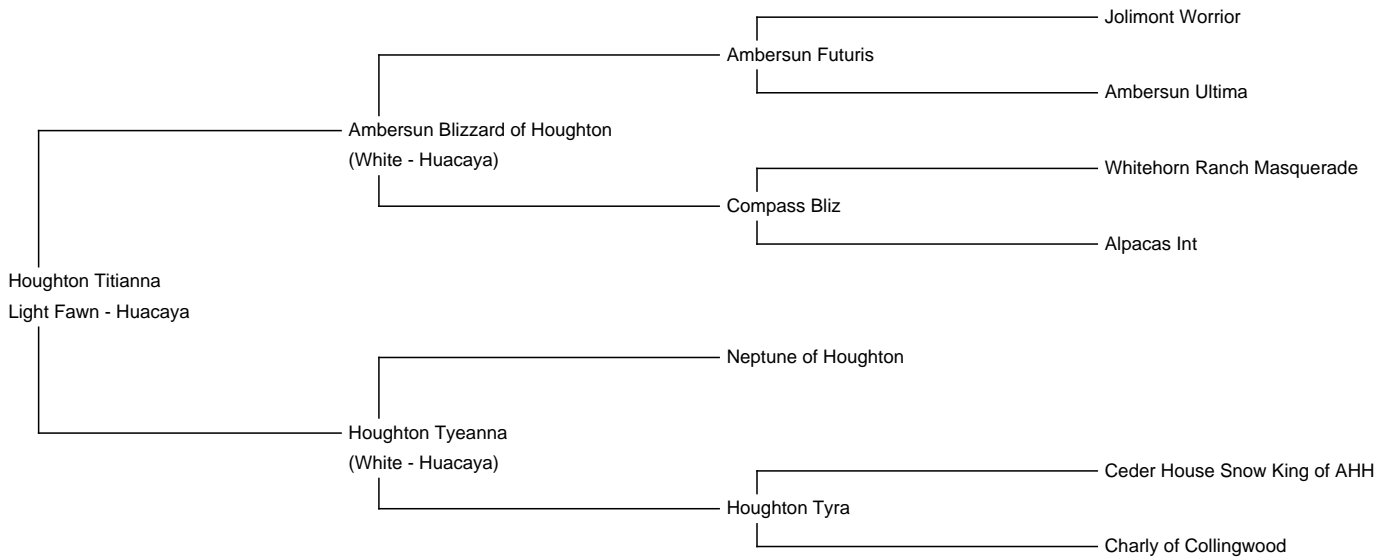 Jolimont Worrior
Ambersun Futuris
Ambersun Ultima
Ambersun Blizzard of Houghton
(White - Huacaya)
Whitehorn Ranch Masquerade
Compass Bliz
Alpacas Int
Houghton Titianna
Light Fawn - Huacaya
Neptune of Houghton
Houghton Tyeanna
(White - Huacaya)
Ceder House Snow King of AHH
Houghton Tyra
Charly of Collingwood